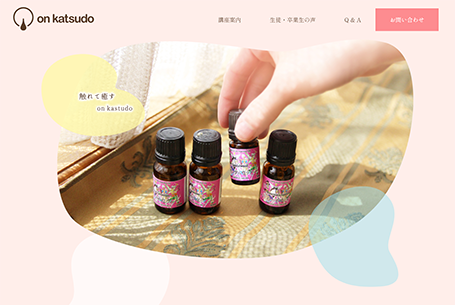 on katsudo
講座案内
生徒・卒業生の声
Q & A
お問い合わせ
触れて癒す
on kastudo